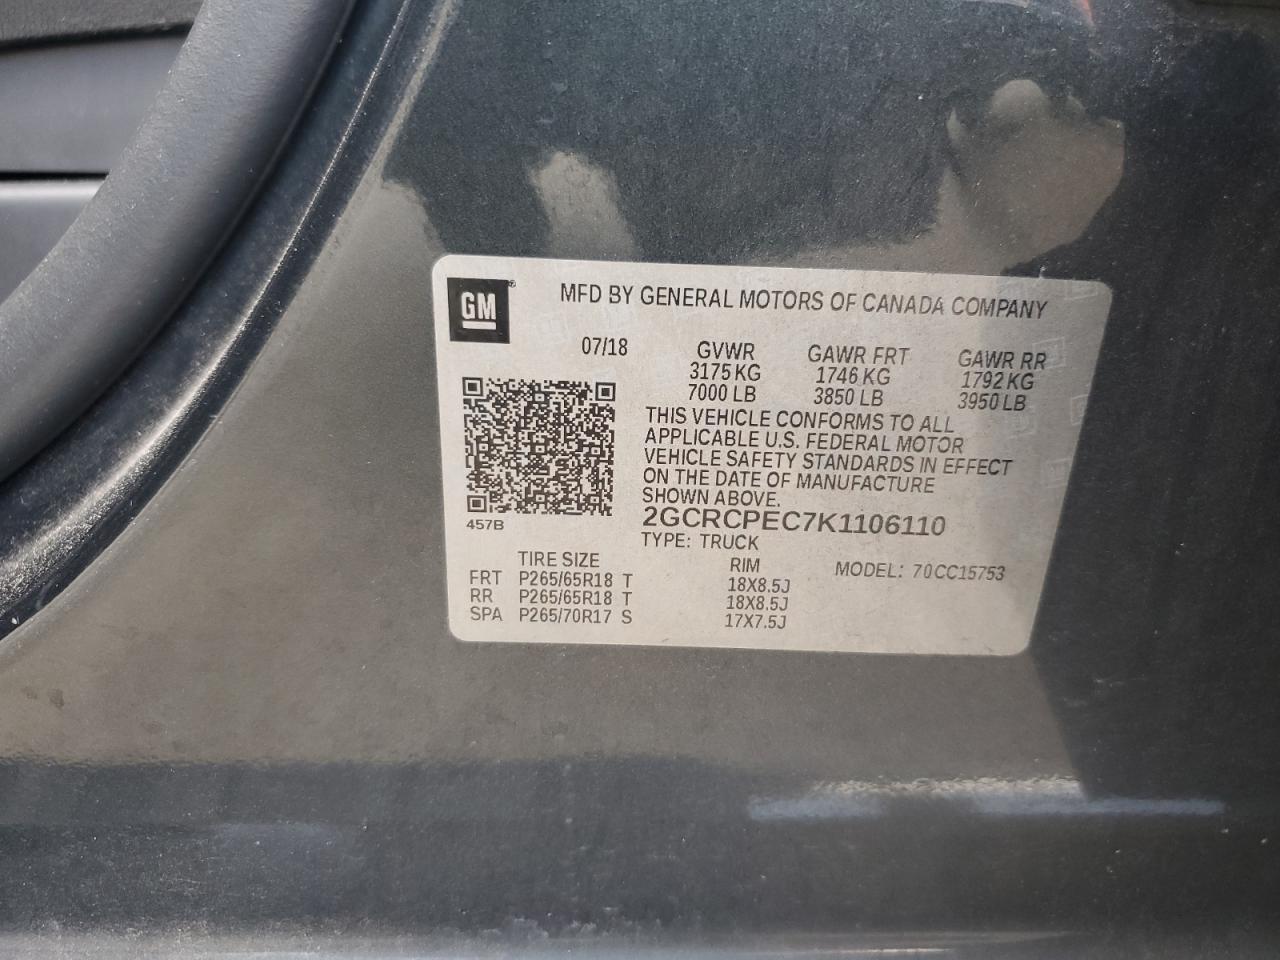 GM
MFD BY GENERAL MOTORS OF CANADA COMPANY
07/18 GVWR GAWR FRT GAWR RR
3175 KG 1746 KG 1792 KG
7000 LB 3850 LB 3950 LB
THIS VEHICLE CONFORMS TO ALL
APPLICABLE U.S. FEDERAL MOTOR
VEHICLE SAFETY STANDARDS IN EFFECT
ON THE DATE OF MANUFACTURE
SHOWN ABOVE.
457B
2GCRCPEC7K1106110
TYPE: TRUCK
TIRE SIZE RIM MODEL: 70CC15753
FRT P265/65R18 T 18X8.5J
RR P265/65R18 T 18X8.5J
SPA P265/70R17 S 17X7.5J